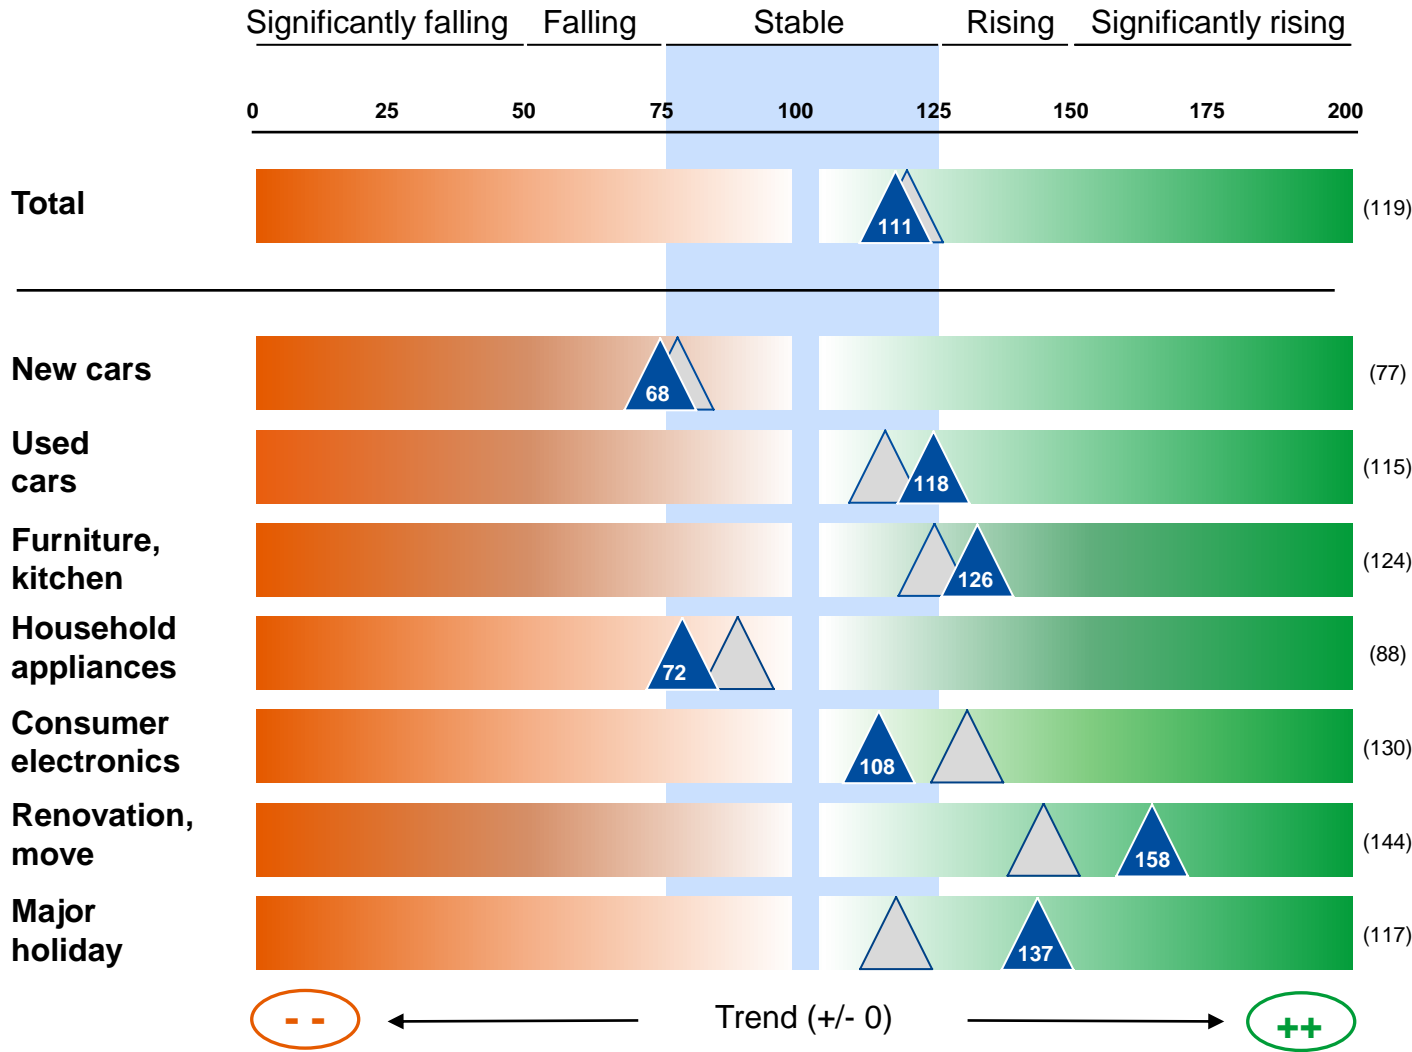 Significantly falling Falling Stable Rising Significantly rising
0 25 50 75 100 125 150 175 200
Total 111 (119)
New cars 68 (77)
Used
cars 118 (115)
Furniture,
kitchen 126 (124)
Household
appliances 72 (88)
Consumer
electronics 108 (130)
Renovation,
move 158 (144)
Major
holiday 137 (117)
- - Trend (+/- 0) ++